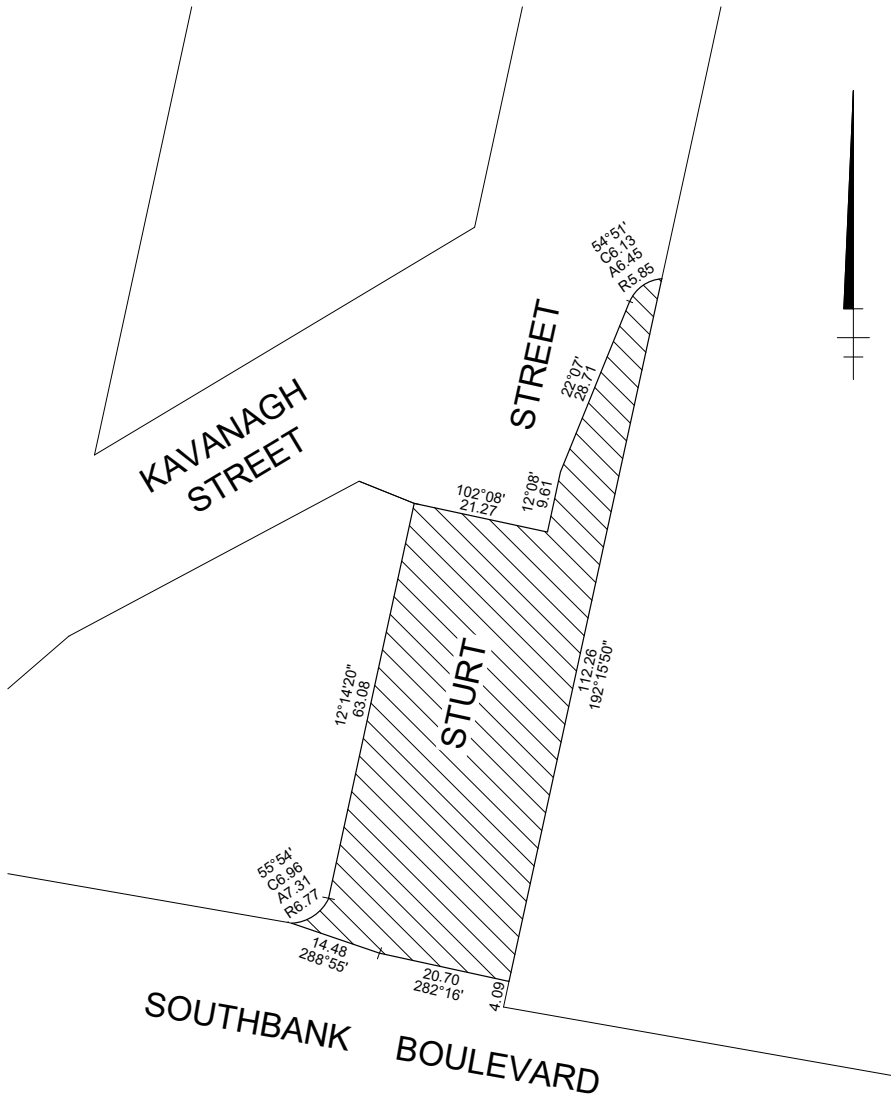 54°51'
C6.13
A6.45
R5.85
STREET
22°07'
28.71
KAVANAGH
STREET
102°08'
21.27
12°08'
9.61
STURT
112.26
192°15'50"
12°14'20"
63.08
55°54'
C6.96
A7.31
R6.77
14.48
288°55'
20.70
282°16'
4.09
SOUTHBANK BOULEVARD